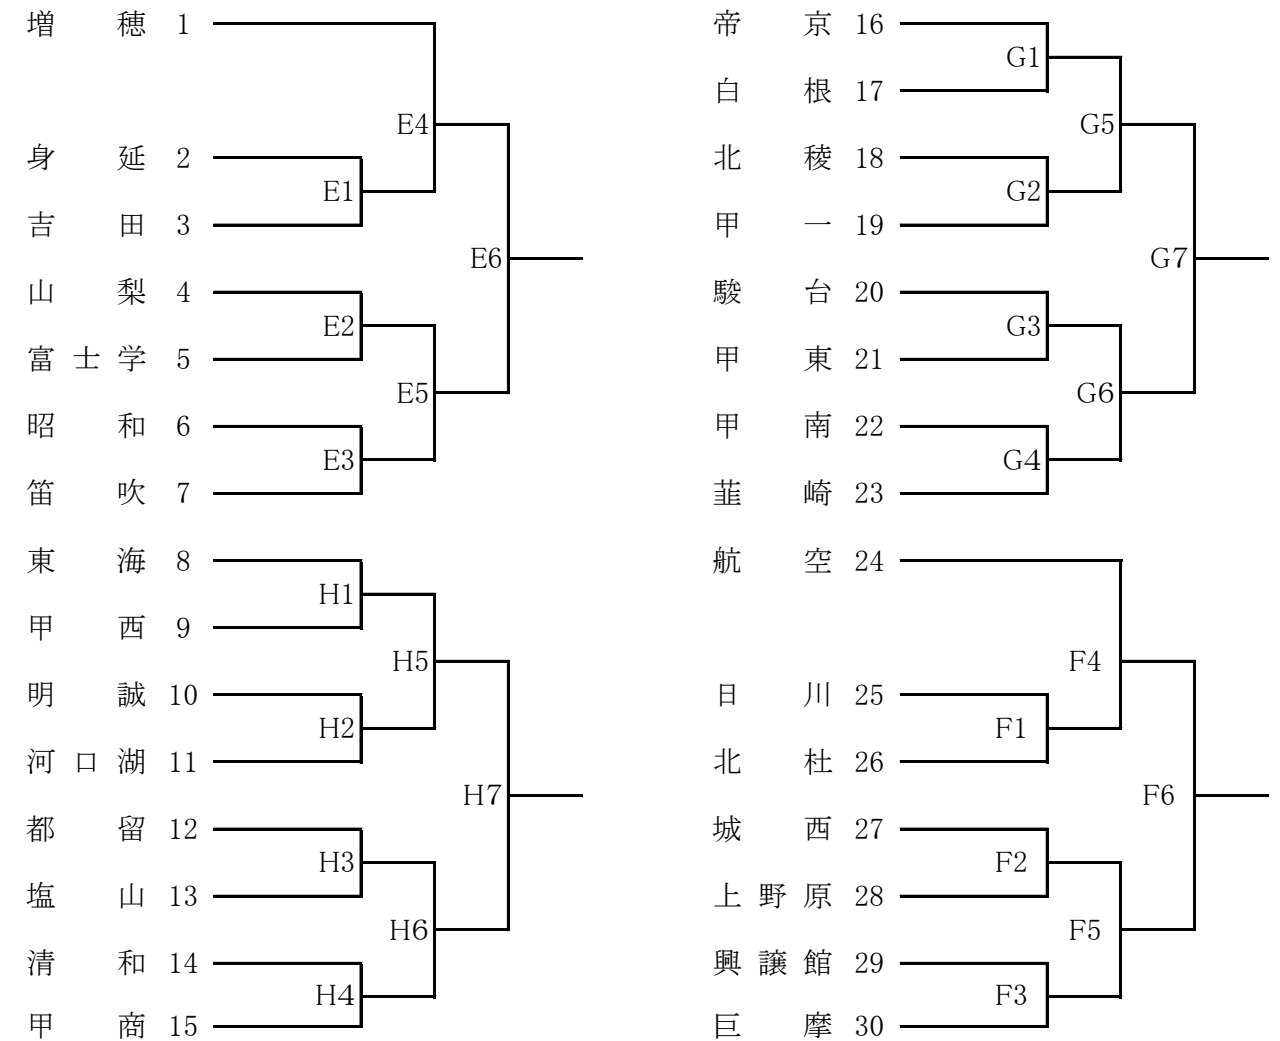 増穂 1
E4
身延 2
E1
吉田 3
E6
山梨 4
E2
富士学 5
E5
昭和 6
E3
笛吹 7
東海 8
H1
甲西 9
H5
明誠 10
H2
河口湖 11
H7
都留 12
H3
塩山 13
H6
清和 14
H4
甲商 15
帝京 16
G1
白根 17
G5
北稜 18
G2
甲一 19
G7
駿台 20
G3
甲東 21
G6
甲南 22
G4
韮崎 23
航空 24
F4
日川 25
F1
北杜 26
F6
城西 27
F2
上野原 28
F5
興譲館 29
F3
巨摩 30